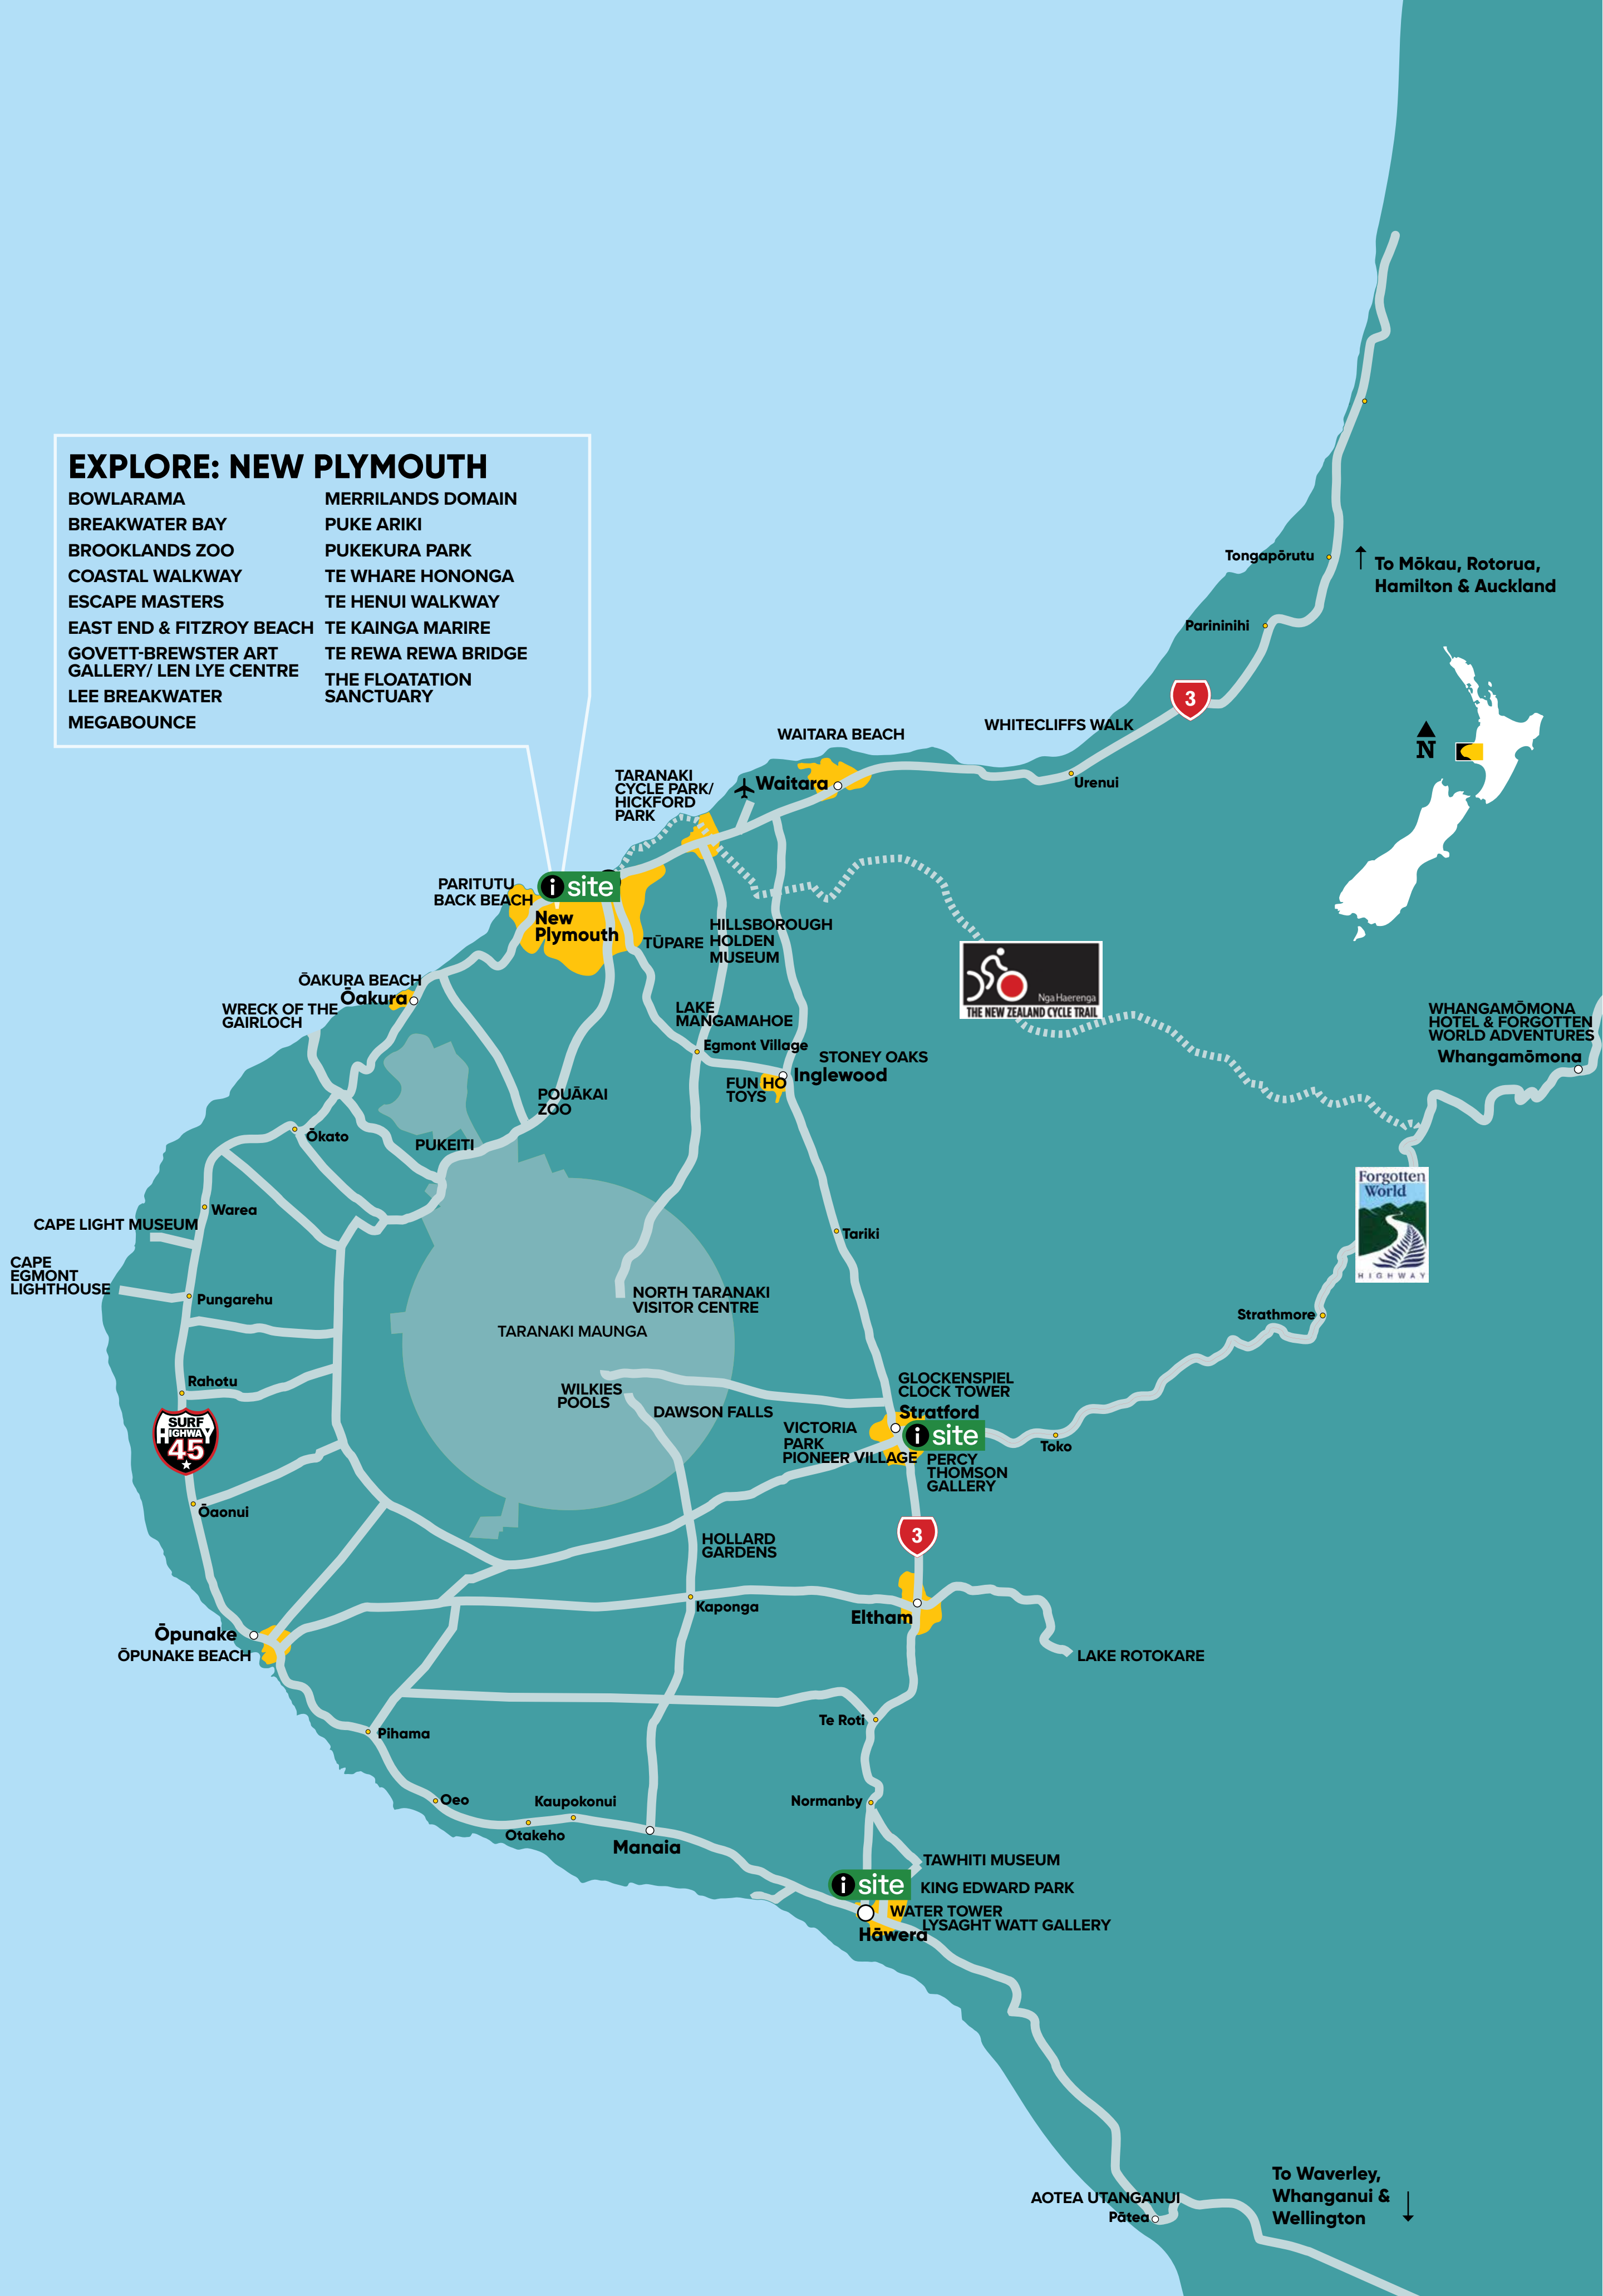 EXPLORE: NEW PLYMOUTH
BOWLARAMA
BREAKWATER BAY
BROOKLANDS ZOO
COASTAL WALKWAY
ESCAPE MASTERS
EAST END & FITZROY BEACH
GOVETT-BREWSTER ART
GALLERY/ LEN LYE CENTRE
LEE BREAKWATER
MEGABOUNCE
MERRILANDS DOMAIN
PUKE ARIKI
PUKEKURA PARK
TE WHARE HONONGA
TE HENUI WALKWAY
TE KAINGA MARIRE
TE REWA REWA BRIDGE
THE FLOATATION
SANCTUARY
Tongapōrutu
To Mōkau, Rotorua,
Hamilton & Auckland
Parininihi
3
WHITECLIFFS WALK
WAITARA BEACH
N
TARANAKI
CYCLE PARK/
HICKFORD
PARK
Waitara
Urenui
PARITUTU
BACK BEACH
i site
New
Plymouth
TŪPARE
HILLSBOROUGH
HOLDEN
MUSEUM
Nga Haerenga
THE NEW ZEALAND CYCLE TRAIL
ŌAKURA BEACH
Ōakura
WRECK OF THE
GAIRLOCH
LAKE
MANGAMAHOE
Egmont Village
STONEY OAKS
Inglewood
FUN HO
TOYS
WHANGAMŌMONA
HOTEL & FORGOTTEN
WORLD ADVENTURES
Whangamōmona
POUĀKAI
ZOO
Ōkato
PUKEITI
Forgotten
World
HIGHWAY
Warea
CAPE LIGHT MUSEUM
Tariki
CAPE
EGMONT
LIGHTHOUSE
Pungarehu
NORTH TARANAKI
VISITOR CENTRE
Strathmore
TARANAKI MAUNGA
Rahotu
WILKIES
POOLS
DAWSON FALLS
GLOCKENSPIEL
CLOCK TOWER
Stratford
i site
VICTORIA
PARK
PIONEER VILLAGE
PERCY
THOMSON
GALLERY
Toko
SURF
HIGHWAY
45
Ōaonui
3
HOLLARD
GARDENS
Kaponga
Eltham
Ōpunake
ŌPUNAKE BEACH
LAKE ROTOKARE
Te Roti
Pihama
Oeo
Kaupokonui
Otakeho
Normanby
Manaia
TAWHITI MUSEUM
i site
KING EDWARD PARK
WATER TOWER
LYSAGHT WATT GALLERY
Hāwera
AOTEA UTANGANUI
Pātea
To Waverley,
Whanganui &
Wellington